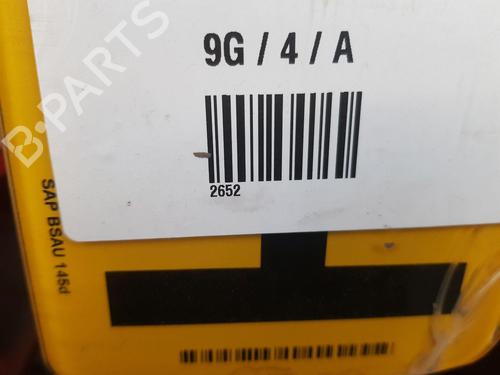 9G / 4 / A
2652
SAP BSAU 145d
B-PARTS